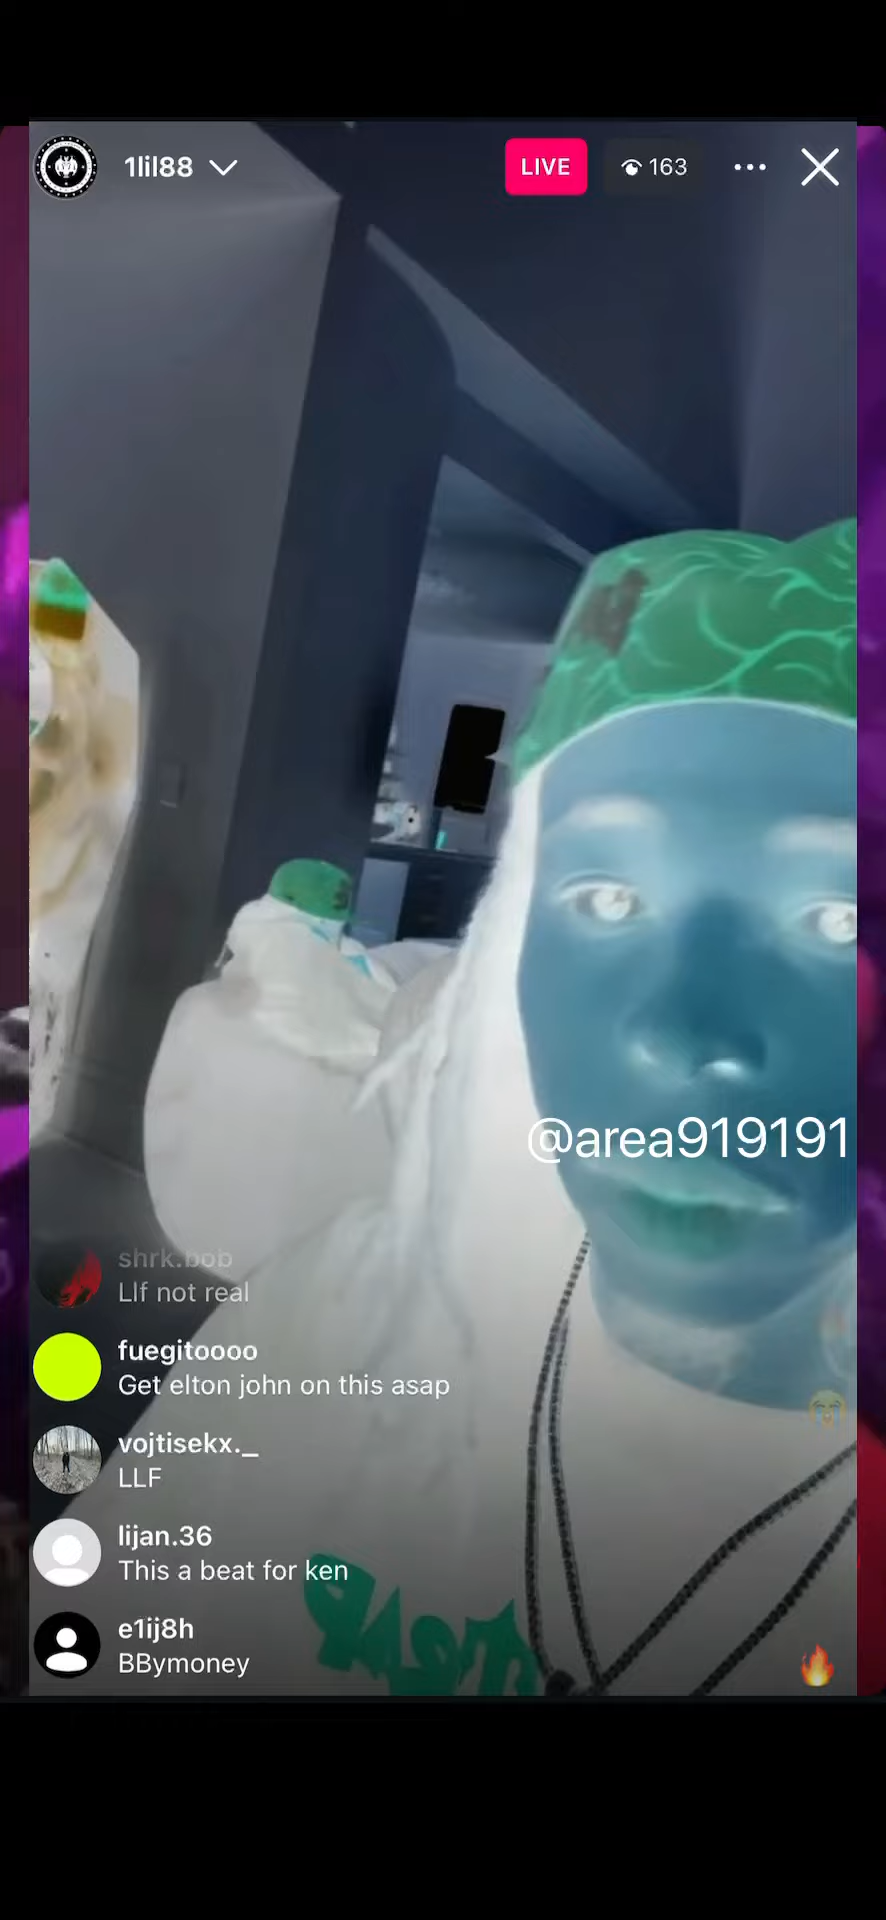 1lil88
LIVE
163
@area919191
shrk.bob
Llf not real
fuegitoooo
Get elton john on this asap
vojtisekx._
LLF
lijan.36
This a beat for ken
e1ij8h
BBymoney